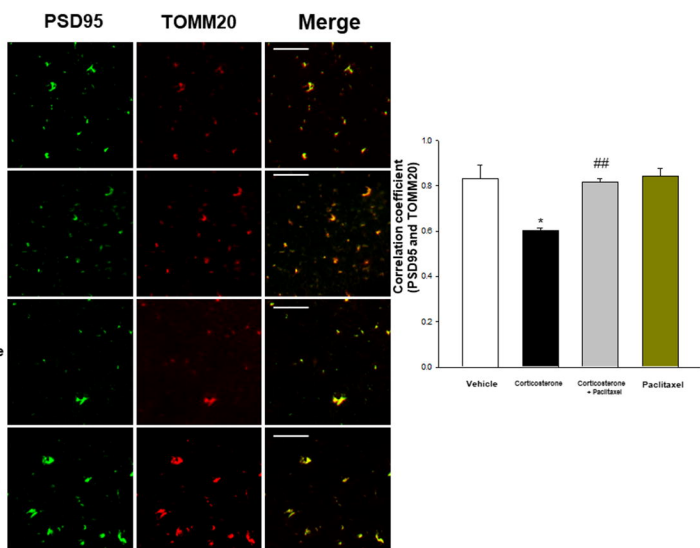 PSD95 TOMM20 Merge
e
Correlation coefficient
(PSD95 and TOMM20)
1.0
0.8
0.6
0.4
0.2
0.0
##
*
Vehicle
Corticosterone
Corticosterone
+ Paclitaxel
Paclitaxel